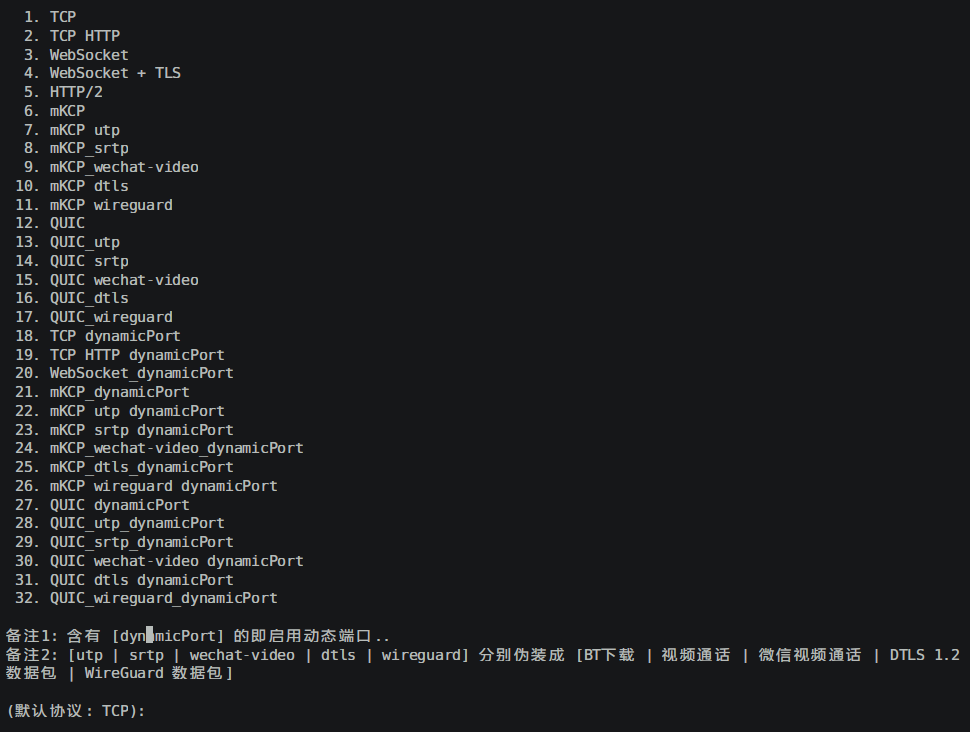 1. TCP
2. TCP HTTP
3. WebSocket
4. WebSocket + TLS
5. HTTP/2
6. mKCP
7. mKCP utp
8. mKCP_srtp
9. mKCP_wechat-video
10. mKCP dtls
11. mKCP wireguard
12. QUIC
13. QUIC_utp
14. QUIC srtp
15. QUIC wechat-video
16. QUIC_dtls
17. QUIC_wireguard
18. TCP dynamicPort
19. TCP HTTP dynamicPort
20. WebSocket_dynamicPort
21. mKCP_dynamicPort
22. mKCP utp dynamicPort
23. mKCP srtp dynamicPort
24. mKCP_wechat-video_dynamicPort
25. mKCP_dtls_dynamicPort
26. mKCP wireguard dynamicPort
27. QUIC dynamicPort
28. QUIC_utp_dynamicPort
29. QUIC_srtp_dynamicPort
30. QUIC wechat-video dynamicPort
31. QUIC dtls dynamicPort
32. QUIC_wireguard_dynamicPort
备注1: 含有 [dynamicPort] 的即启用动态端口..
备注2: [utp | srtp | wechat-video | dtls | wireguard] 分别伪装成 [BT下载 | 视频通话 | 微信视频通话 | DTLS 1.2
数据包 | WireGuard 数据包]
(默认协议: TCP):